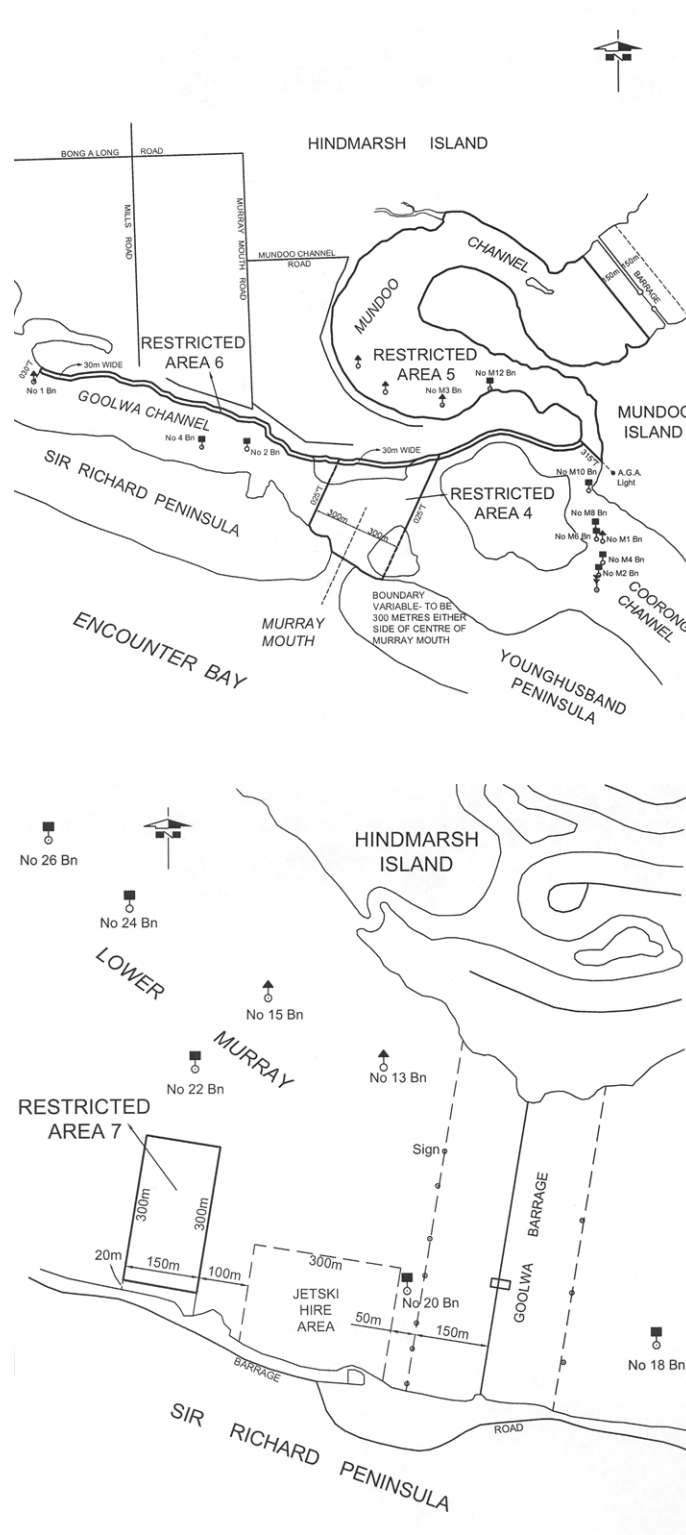 N
HINDMARSH ISLAND
BONG A LONG ROAD
MILLS ROAD
MURRAY MOUTH ROAD
MUNDOO CHANNEL
ROAD
MUNDOO
CHANNEL
150m
150m
BARRAGE
RESTRICTED
AREA 6
RESTRICTED
AREA 5
No M12 Bn
No M3 Bn
030°T
30m WIDE
No 1 Bn
GOOLWA CHANNEL
No 4 Bn
No 2 Bn
MUNDOO
ISLAND
30m WIDE
315°T
A.G.A.
Light
No M10 Bn
SIR RICHARD PENINSULA
025°T
300m
300m
025°T
RESTRICTED
AREA 4
No M8 Bn
No M6 Bn
No M1 Bn
No M4 Bn
No M2 Bn
COORONG
CHANNEL
BOUNDARY
VARIABLE- TO BE
300 METRES EITHER
SIDE OF CENTRE OF
MURRAY MOUTH
MURRAY
MOUTH
ENCOUNTER BAY
YOUNGHUSBAND
PENINSULA
N
No 26 Bn
HINDMARSH
ISLAND
No 24 Bn
LOWER
MURRAY
No 15 Bn
No 22 Bn
No 13 Bn
RESTRICTED
AREA 7
Sign
300m
300m
20m
150m
100m
300m
JETSKI
HIRE
AREA
No 20 Bn
50m
150m
GOOLWA BARRAGE
No 18 Bn
BARRAGE
ROAD
SIR RICHARD PENINSULA